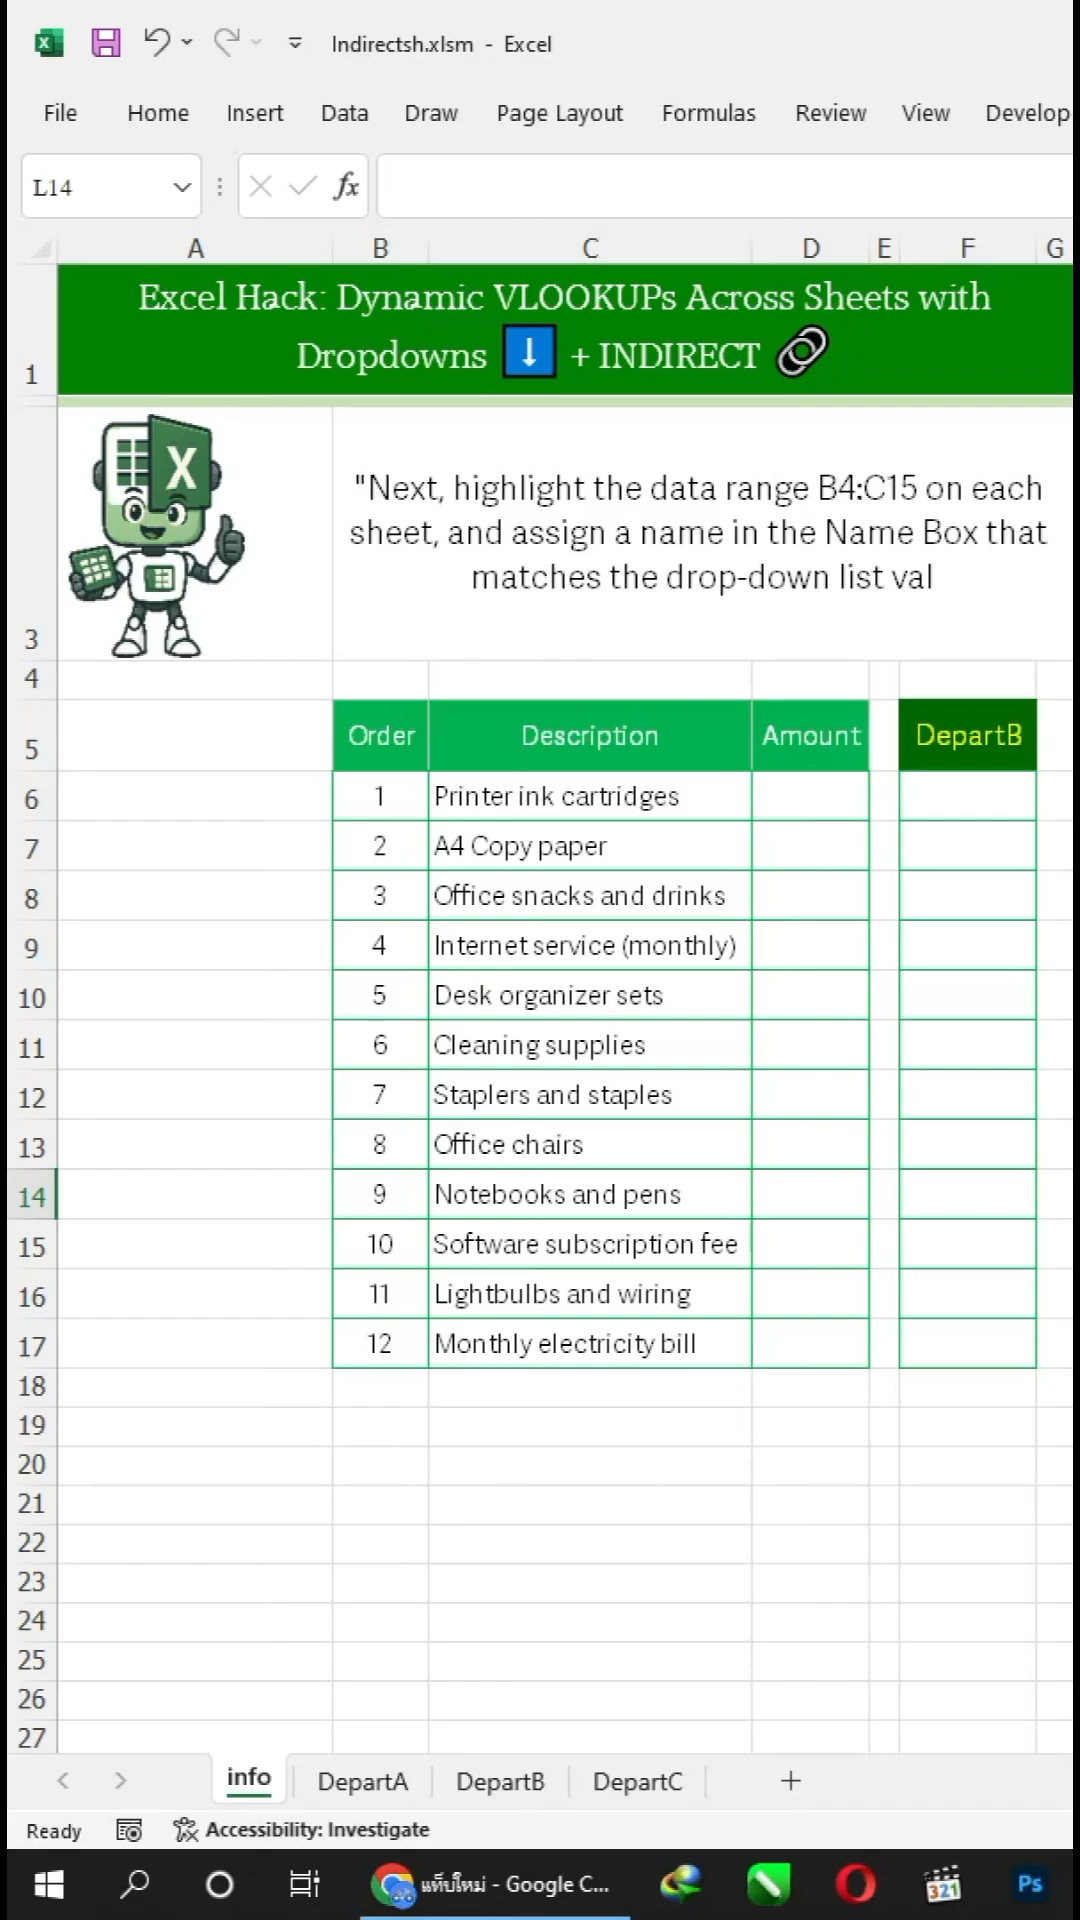 Indirectsh.xlsm - Excel
File Home Insert Data Draw Page Layout Formulas Review View Develop
L14 fx
A B C D E F G
1 Excel Hack: Dynamic VLOOKUPs Across Sheets with
Dropdowns ⬇️ + INDIRECT 🔗
X
3 "Next, highlight the data range B4:C15 on each
sheet, and assign a name in the Name Box that
matches the drop-down list val
4
5 Order Description Amount DepartB
6 1 Printer ink cartridges
7 2 A4 Copy paper
8 3 Office snacks and drinks
9 4 Internet service (monthly)
10 5 Desk organizer sets
11 6 Cleaning supplies
12 7 Staplers and staples
13 8 Office chairs
14 9 Notebooks and pens
15 10 Software subscription fee
16 11 Lightbulbs and wiring
17 12 Monthly electricity bill
18
19
20
21
22
23
24
25
26
27
info DepartA DepartB DepartC +
Ready Accessibility: Investigate
แท็บใหม่ - Google C... 321 Ps